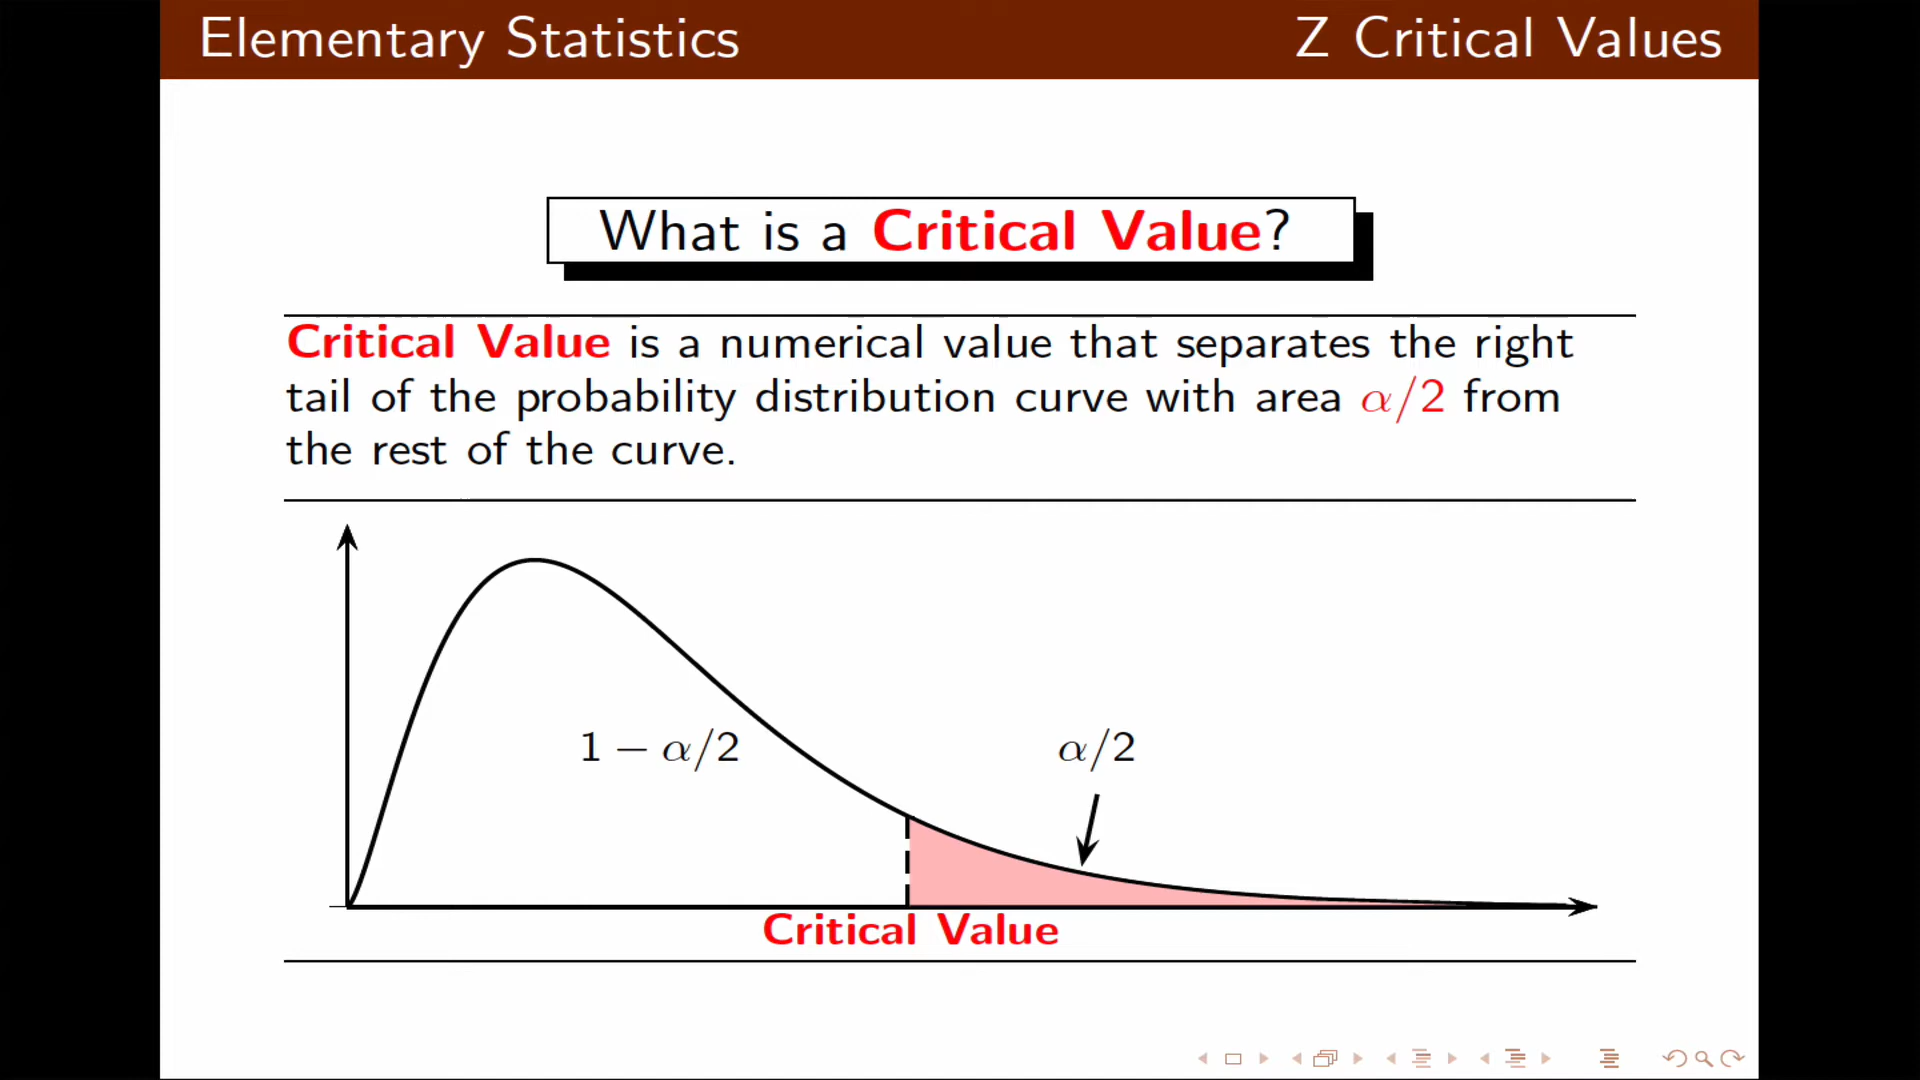 Elementary Statistics
Z Critical Values
What is a Critical Value?
Critical Value is a numerical value that separates the right
tail of the probability distribution curve with area α/2 from
the rest of the curve.
1 − α/2
α/2
Critical Value